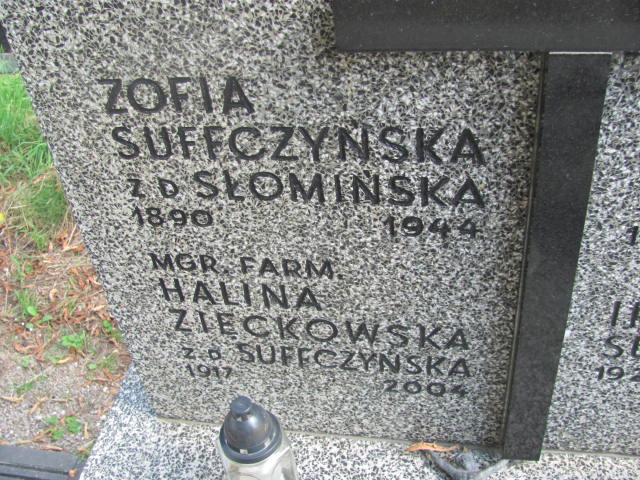 ZOFIA
SUFFCZYŃSKA
Z D. SŁOMIŃSKA
1890 1944
MGR. FARM.
HALINA
ZIECKOWSKA
Z. D. SUFFCZYŃSKA
1917 2004